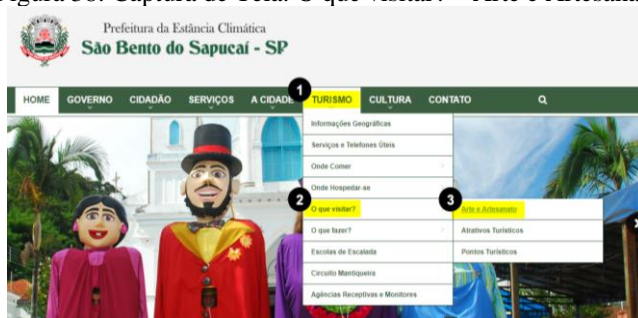 Figura 38: Captura de Tela: O que visitar? – Arte e Artesana
Prefeitura da Estância Climática
São Bento do Sapucaí - SP
HOME GOVERNO CIDADÃO SERVIÇOS A CIDADE 1 TURISMO CULTURA CONTATO
Informações Geográficas
Serviços e Telefones Úteis
Onde Comer
Onde Hospedar-se
2 O que visitar? 3 Arte e Artesanato
O que fazer? Atrativos Turísticos
Escolas de Escalada Pontos Turísticos
Circuito Mantiqueira
Agências Receptivas e Monitores